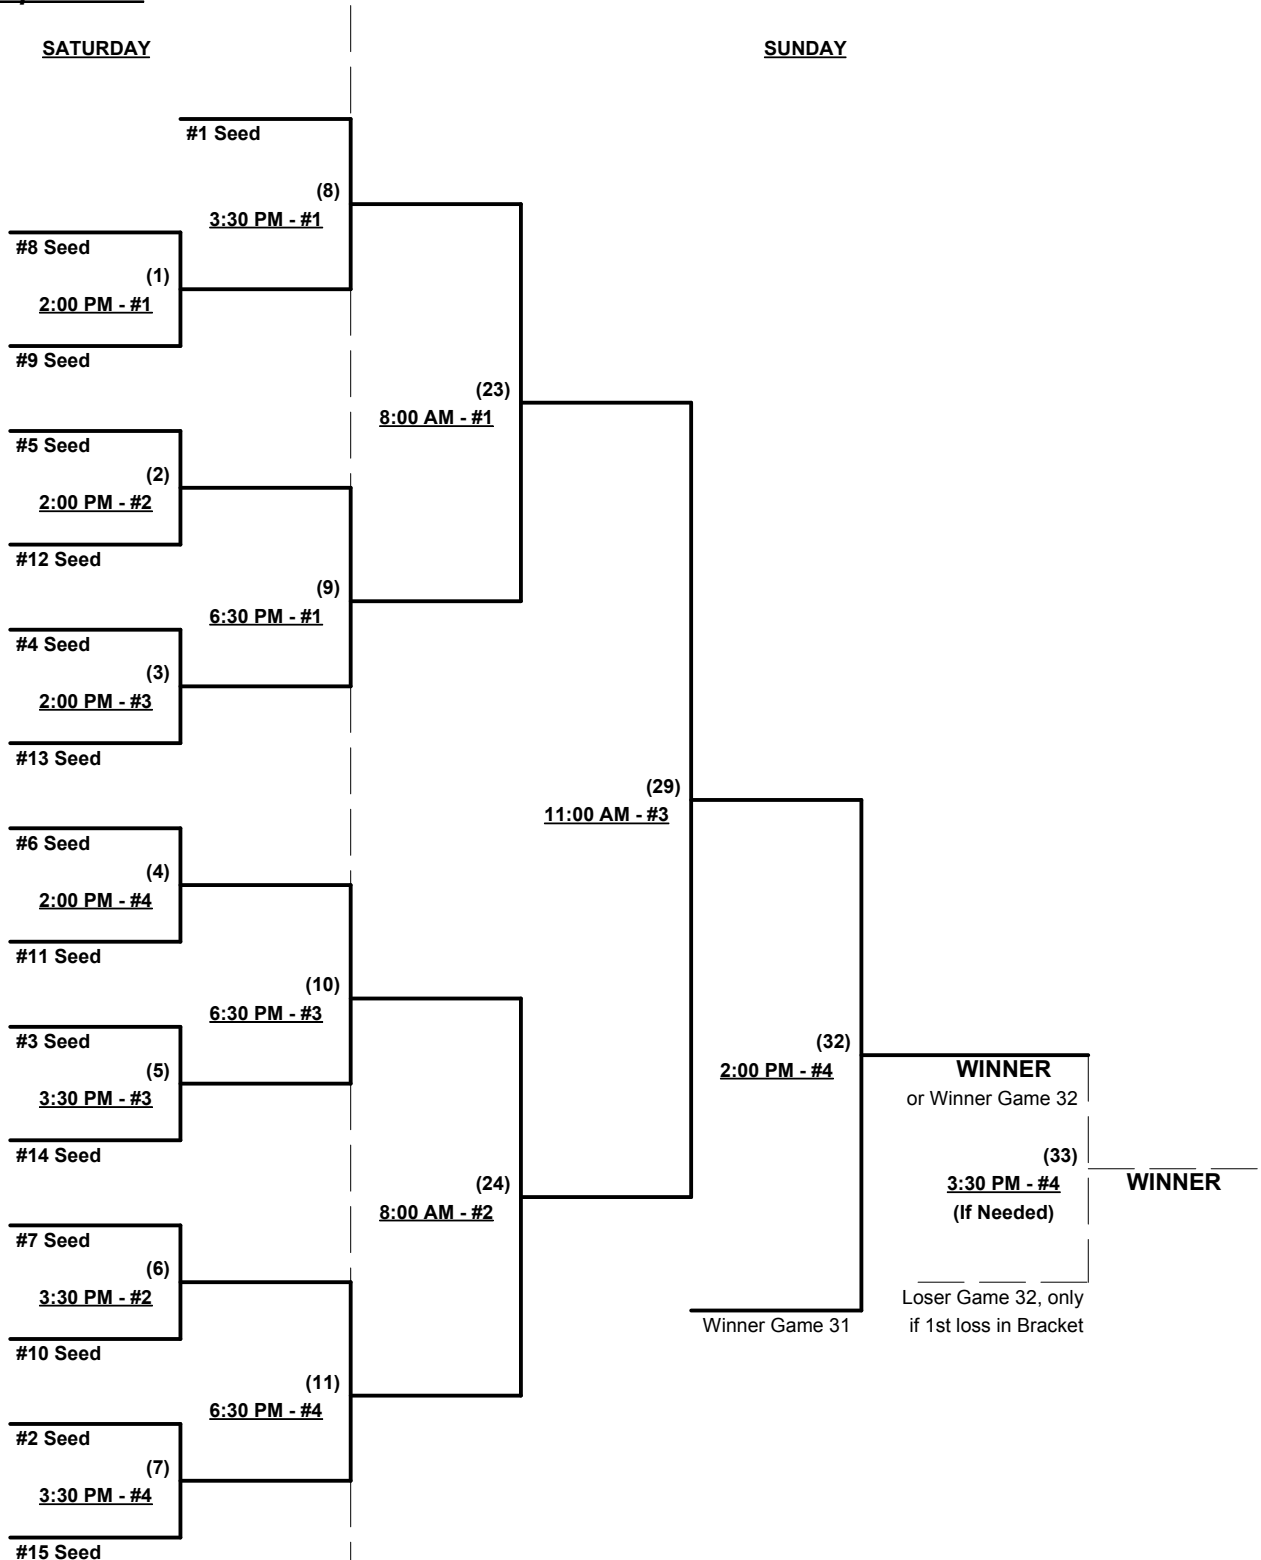 SATURDAY
SUNDAY
#1 Seed
(8)
3:30 PM - #1
#8 Seed
(1)
2:00 PM - #1
#9 Seed
(23)
8:00 AM - #1
#5 Seed
(2)
2:00 PM - #2
#12 Seed
(9)
6:30 PM - #1
#4 Seed
(3)
2:00 PM - #3
#13 Seed
(29)
11:00 AM - #3
#6 Seed
(4)
2:00 PM - #4
#11 Seed
(10)
6:30 PM - #3
#3 Seed
(5)
3:30 PM - #3
#14 Seed
(32)
2:00 PM - #4
WINNER
or Winner Game 32
(33)
3:30 PM - #4
(If Needed)
WINNER
(24)
8:00 AM - #2
#7 Seed
(6)
3:30 PM - #2
#10 Seed
Winner Game 31
Loser Game 32, only
if 1st loss in Bracket
(11)
6:30 PM - #4
#2 Seed
(7)
3:30 PM - #4
#15 Seed